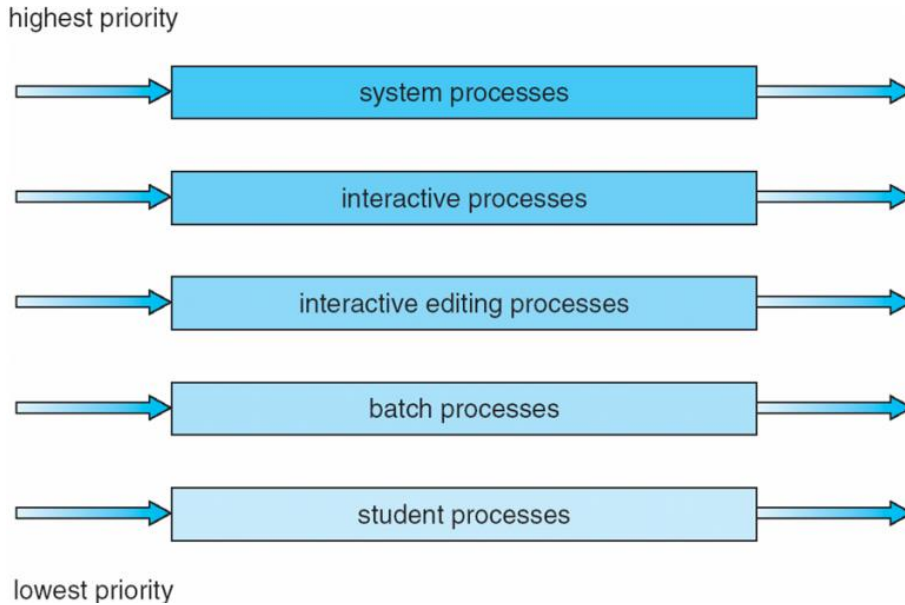 highest priority
system processes
interactive processes
interactive editing processes
batch processes
student processes
lowest priority